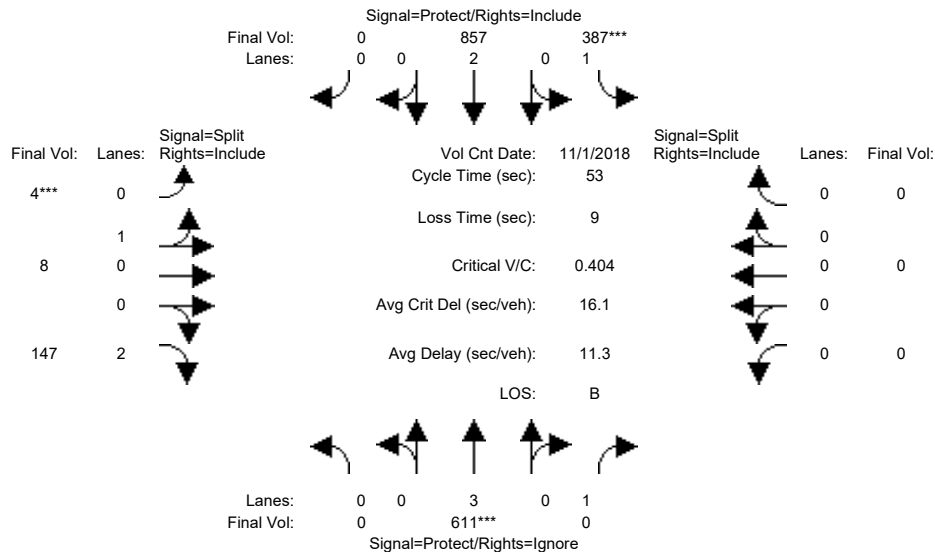 Signal=Protect/Rights=Include
Final Vol: 0 857 387***
Lanes: 0 0 2 0 1
Signal=Split Signal=Split
Final Vol: Lanes: Rights=Include Vol Cnt Date: 11/1/2018 Rights=Include Lanes: Final Vol:
Cycle Time (sec): 53
4*** 0 0 0
Loss Time (sec): 9
1 0
8 0 Critical V/C: 0.404 0 0
0 Avg Crit Del (sec/veh): 16.1 0
147 2 Avg Delay (sec/veh): 11.3 0 0
LOS: B
Lanes: 0 0 3 0 1
Final Vol: 0 611*** 0
Signal=Protect/Rights=Ignore